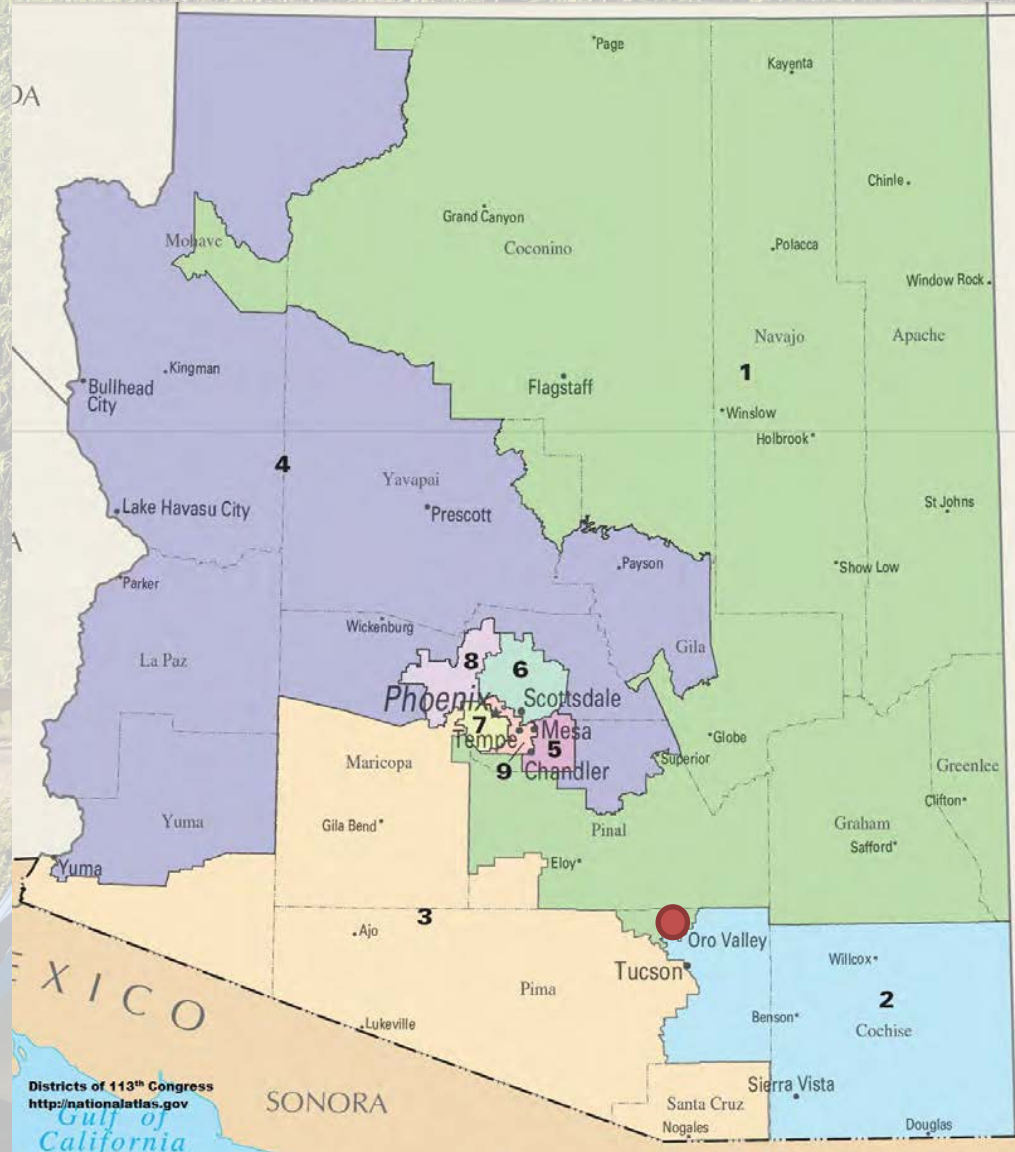 Page
Kayenta
DA
Chinle
Grand Canyon
Mohave
Coconino
Polacca
Window Rock
Navajo
Apache
Kingman
1
Bullhead
City
Flagstaff
Winslow
Holbrook
4
Yavapai
Lake Havasu City
Prescott
St Johns
A
Payson
Show Low
Parker
Wickenburg
Gila
La Paz
8
6
Phoenix
Scottsdale
7
Mesa
Tempe
5
Globe
Superior
Maricopa
9
Chandler
Greenlee
Clifton
Yuma
Gila Bend
Pinal
Graham
Safford
Yuma
Eloy
3
Ajo
Oro Valley
Willcox
Tucson
EXICO
Pima
2
Benson
Cochise
Lukeville
Districts of 113th Congress
http://nationalatlas.gov
Sierra Vista
SONORA
Santa Cruz
Gulf of
California
Nogales
Douglas